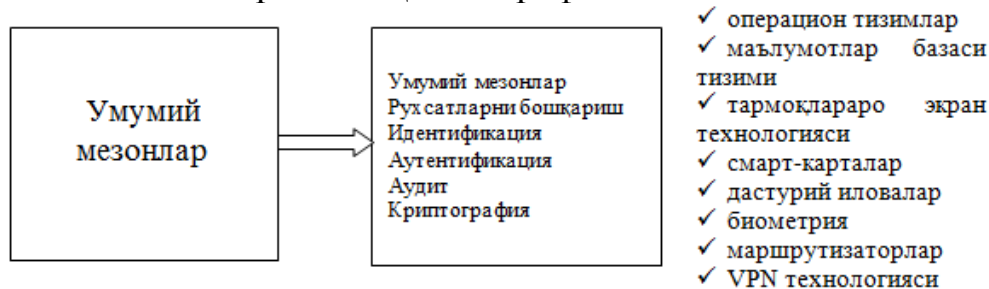 Умумий
мезонлар
Умумий мезонлар
Рухсатларни бошқариш
Идентификация
Аутентификация
Аудит
Криптография
✓ операцион тизимлар
✓ маълумотлар базаси
тизими
✓ тармоқлараро экран
технологияси
✓ смарт-карталар
✓ дастурий иловалар
✓ биометрия
✓ маршрутизаторлар
✓ VPN технологияси